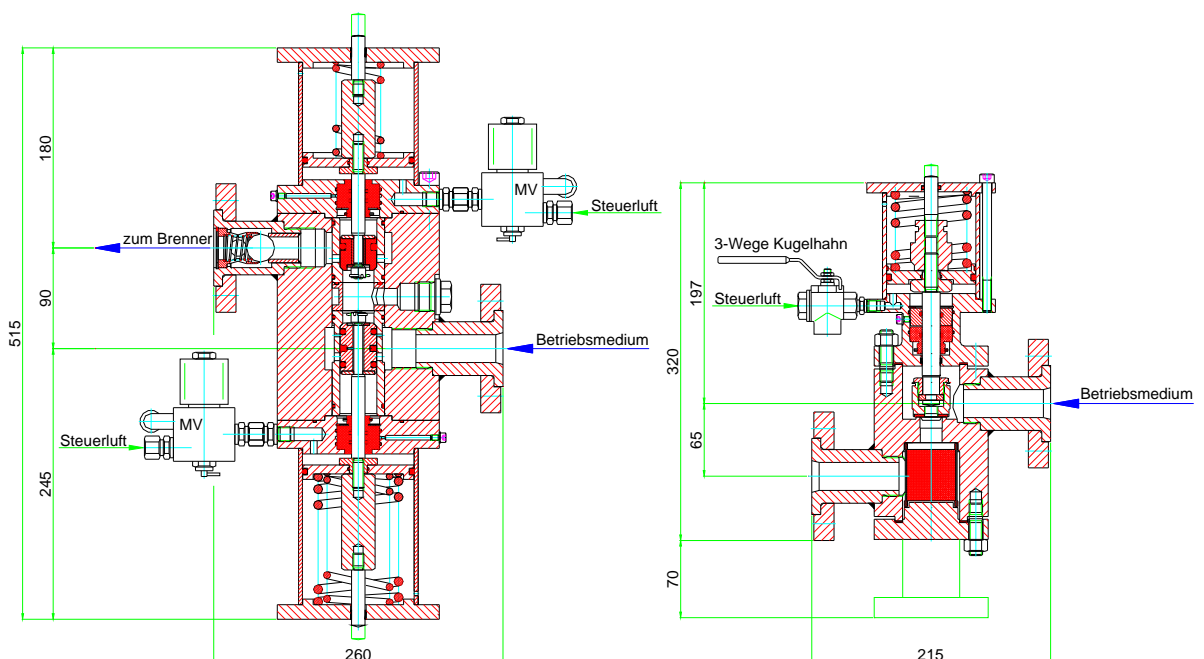 180
MV
Steuerluft
zum Brenner
3-Wege Kugelhahn
197
Steuerluft
90
515
Betriebsmedium
320
Betriebsmedium
MV
Steuerluft
65
245
70
260
215